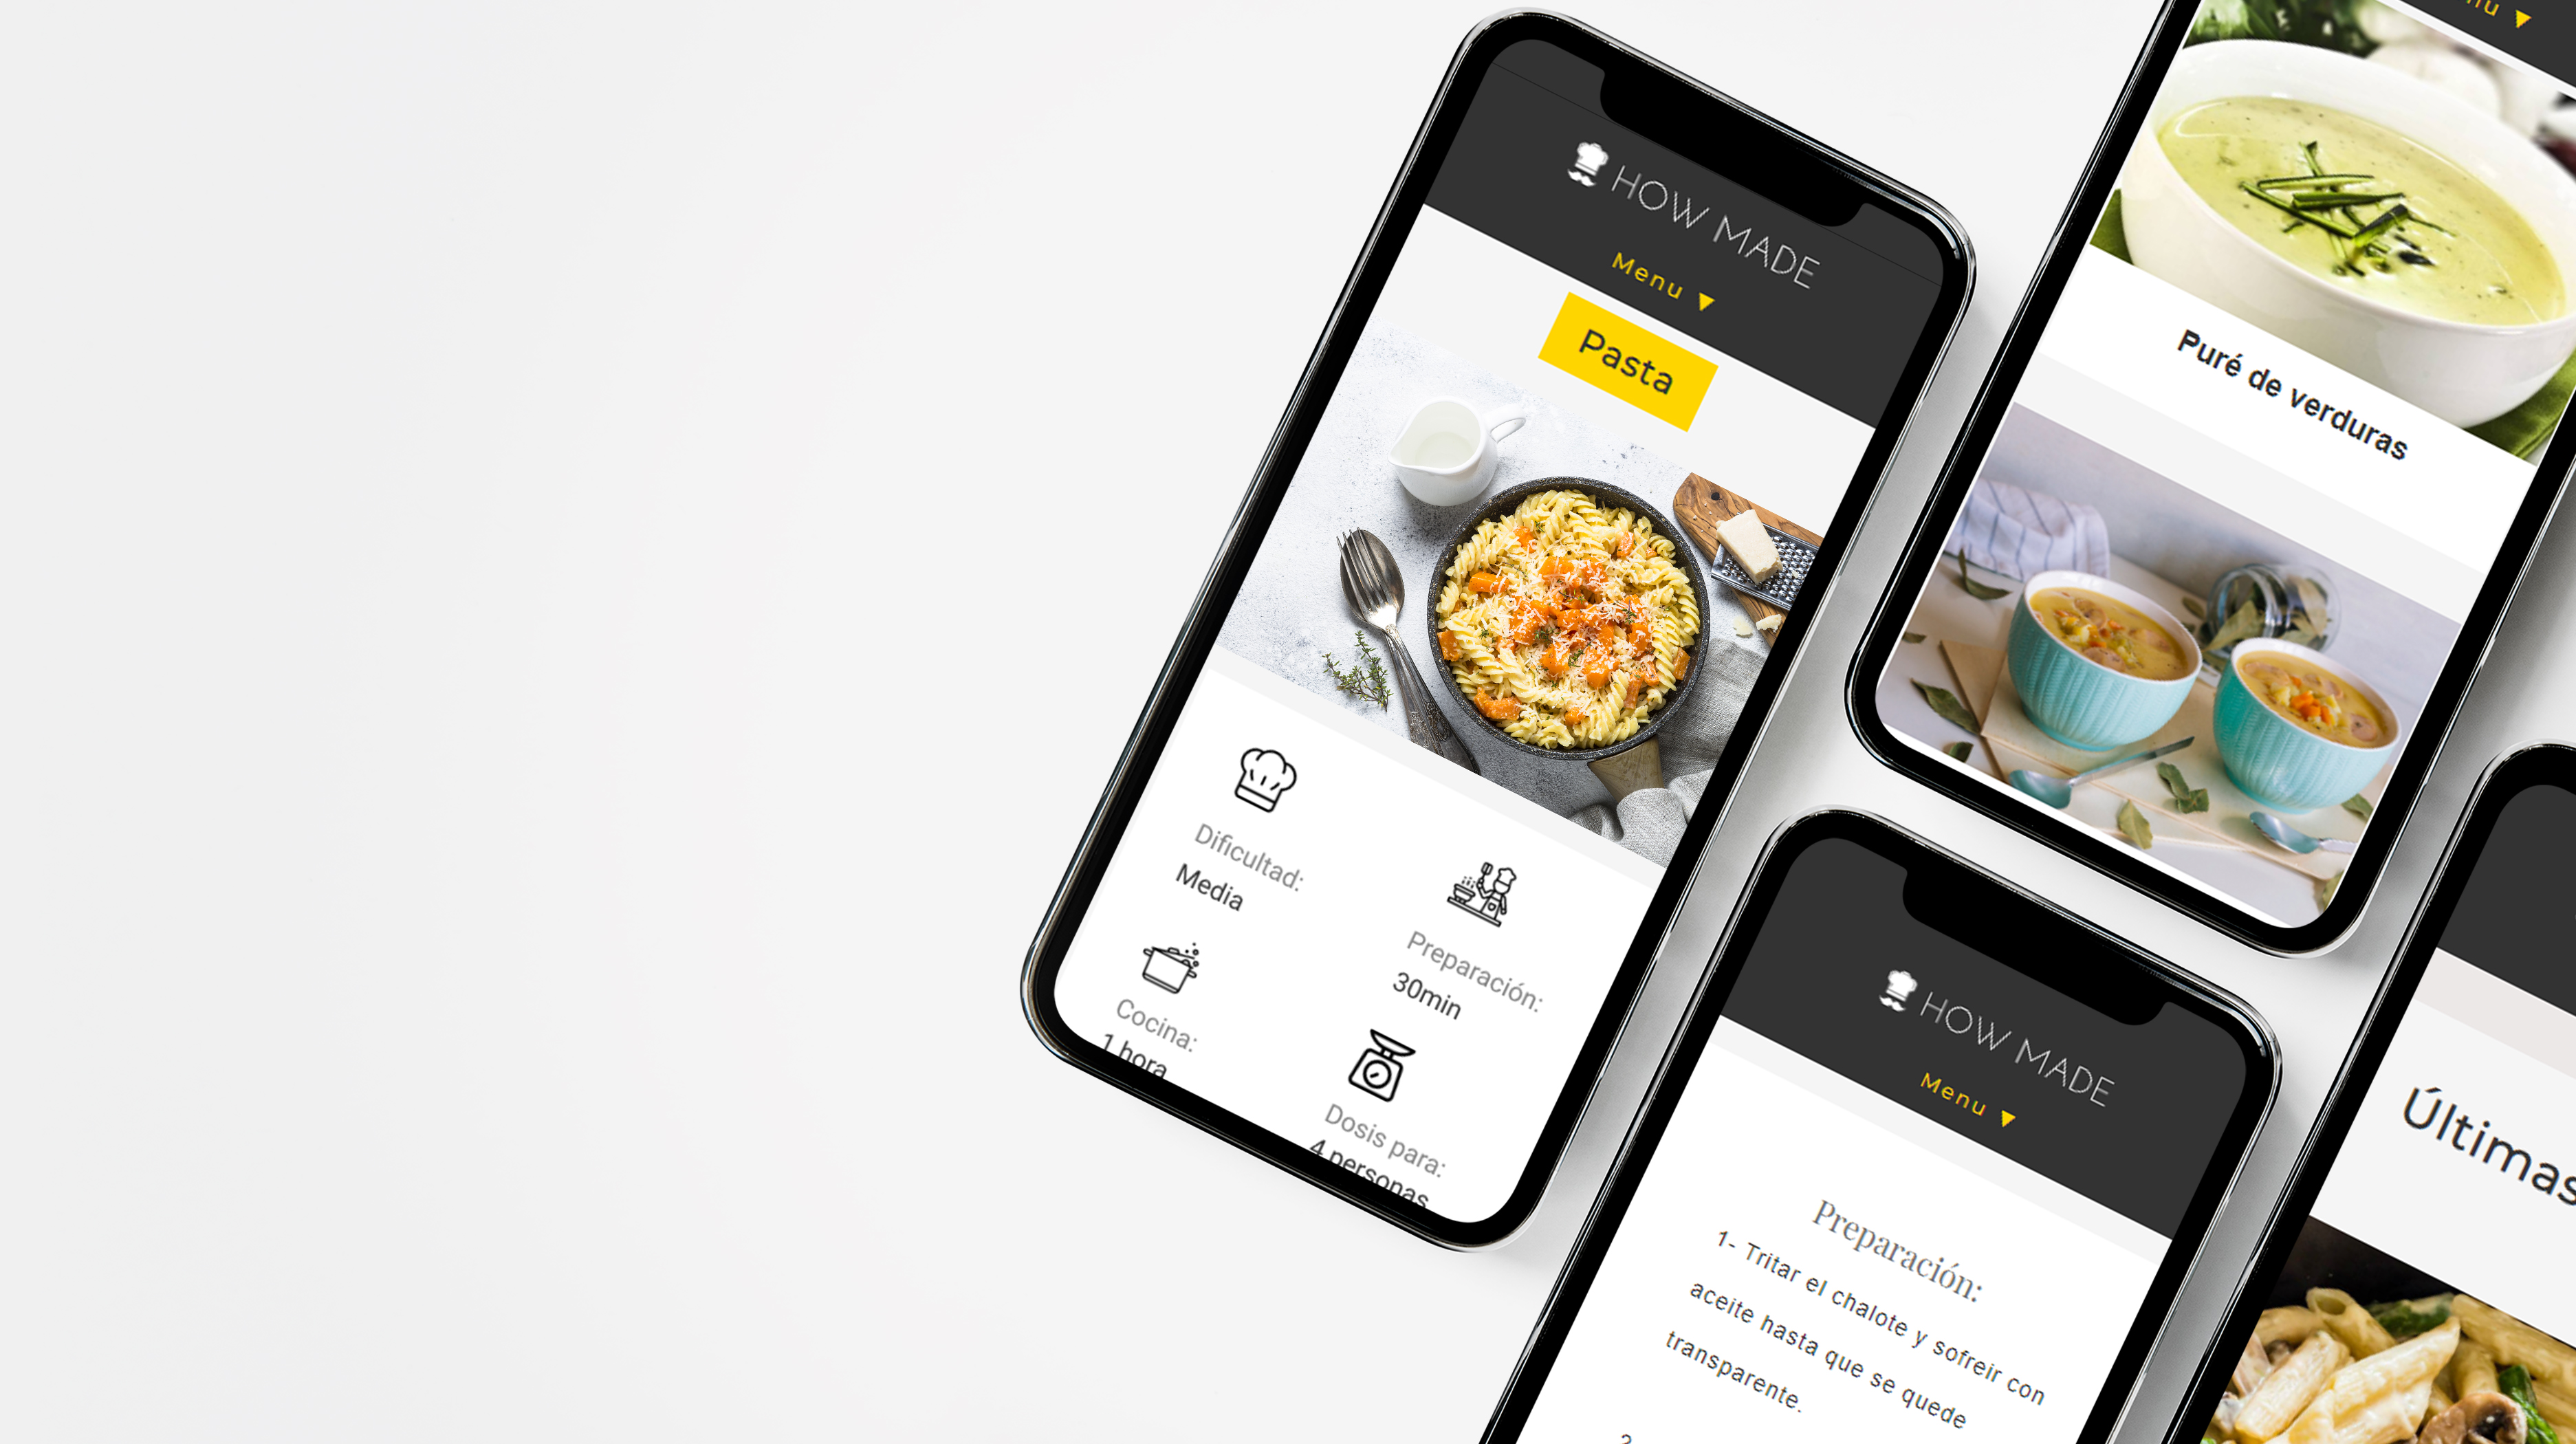 HOW MADE
Menu ▼
Pasta
Dificultad:
Media
Preparación:
30min
Cocina:
1 hora
Dosis para:
4 personas
Menu ▼
Puré de verduras
HOW MADE
Menu ▼
Preparación:
1- Tritar el chalote y sofreir con
aceite hasta que se quede
transparente.
Últimas